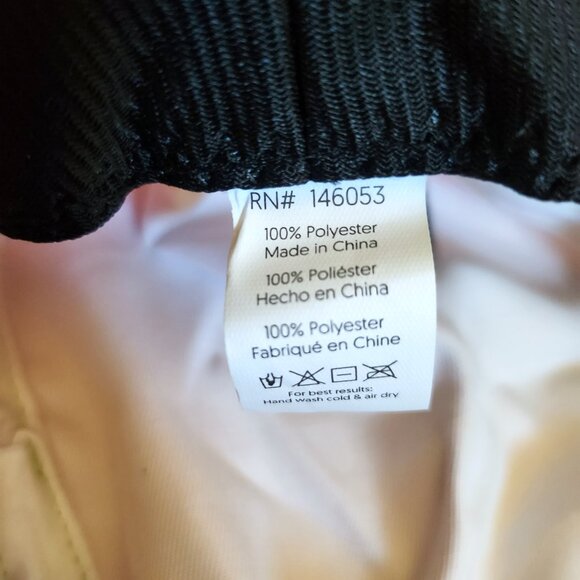 RN# 146053
100% Polyester
Made in China
100% Poliéster
Hecho en China
100% Polyester
Fabriqué en Chine
For best results:
Hand wash cold & air dry